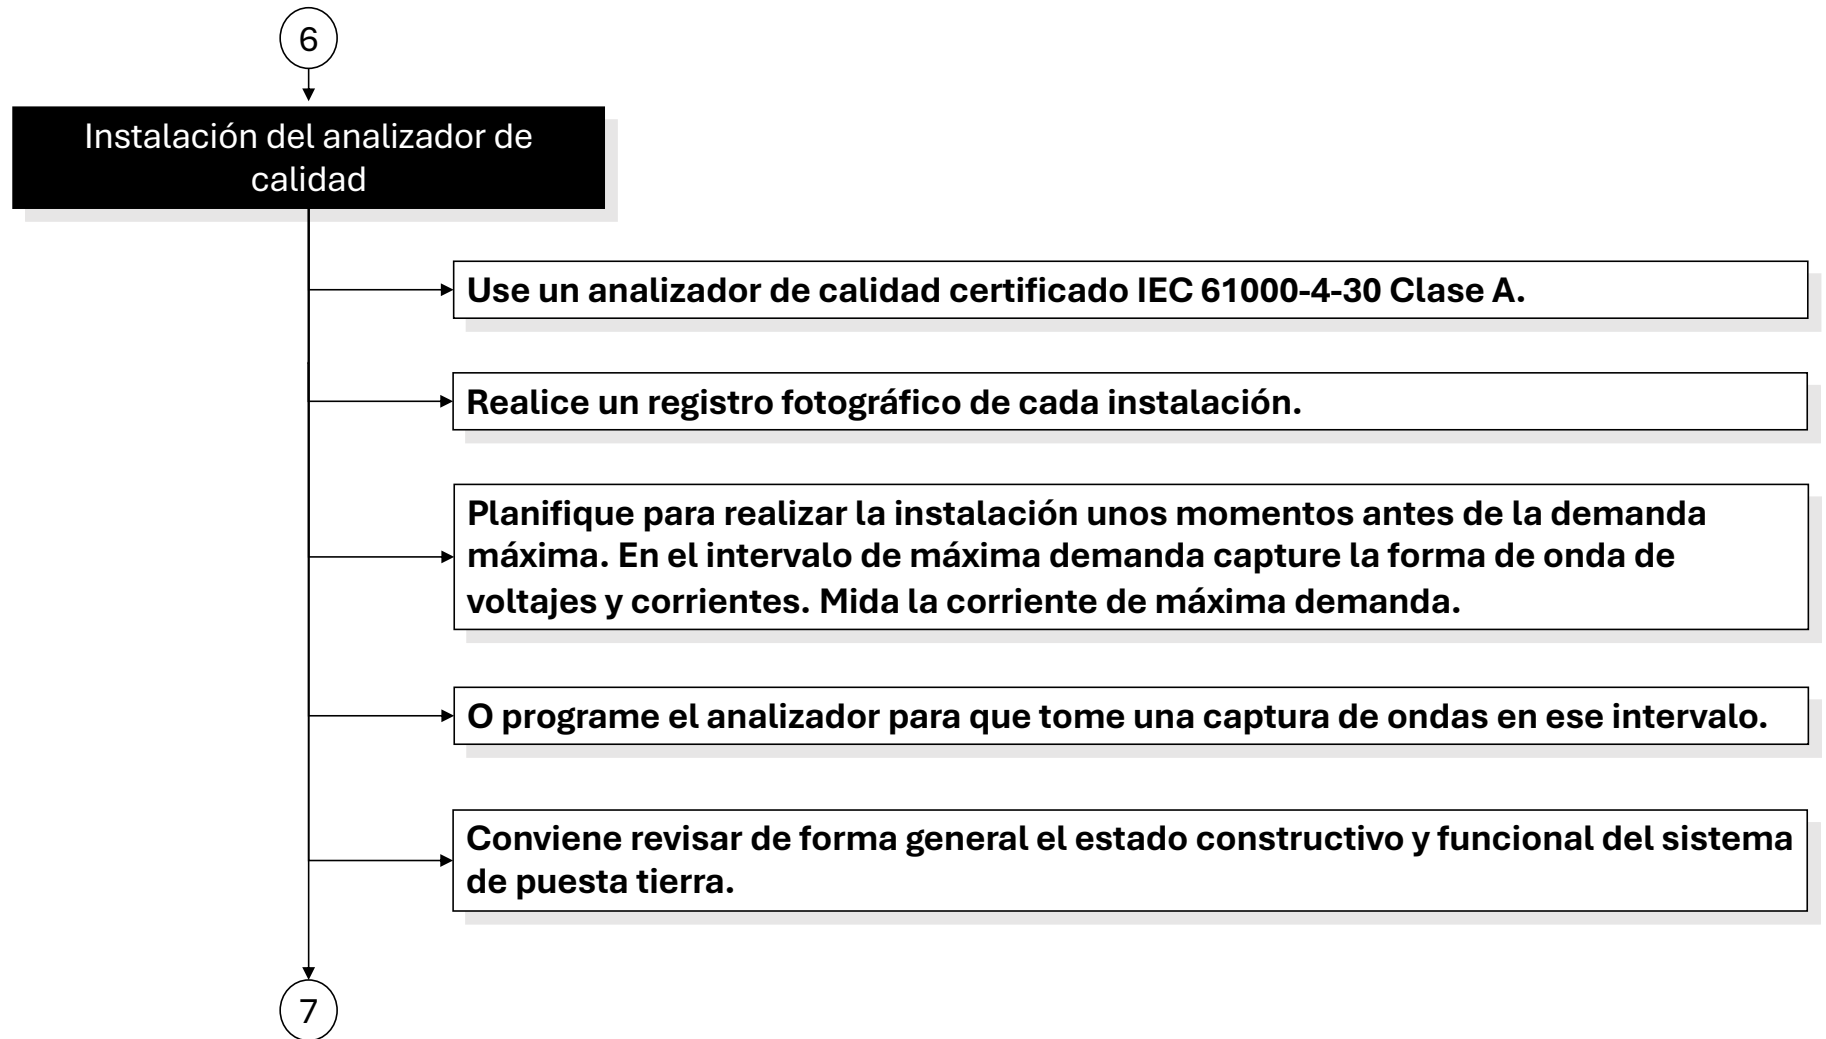 6
Instalación del analizador de
calidad
Use un analizador de calidad certificado IEC 61000-4-30 Clase A.
Realice un registro fotográfico de cada instalación.
Planifique para realizar la instalación unos momentos antes de la demanda
máxima. En el intervalo de máxima demanda capture la forma de onda de
voltajes y corrientes. Mida la corriente de máxima demanda.
O programe el analizador para que tome una captura de ondas en ese intervalo.
Conviene revisar de forma general el estado constructivo y funcional del sistema
de puesta tierra.
7